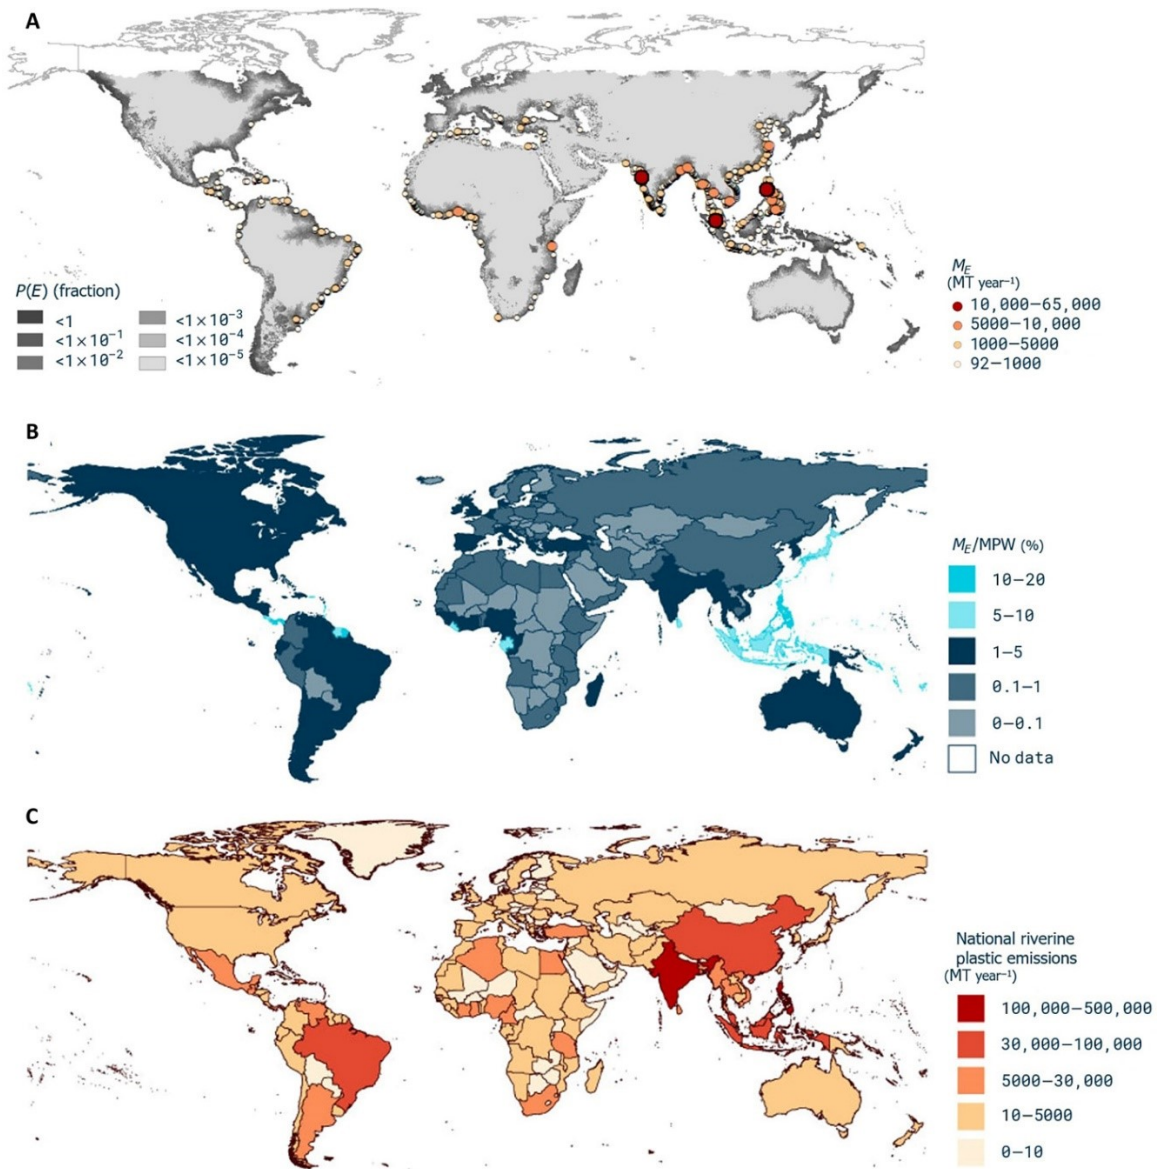 A
P(E) (fraction)
<1
<1×10⁻¹
<1×10⁻²
<1×10⁻³
<1×10⁻⁴
<1×10⁻⁵
M_E
(MT year⁻¹)
10,000–65,000
5000–10,000
1000–5000
92–1000
B
M_E/MPW (%)
10–20
5–10
1–5
0.1–1
0–0.1
No data
C
National riverine
plastic emissions
(MT year⁻¹)
100,000–500,000
30,000–100,000
5000–30,000
10–5000
0–10